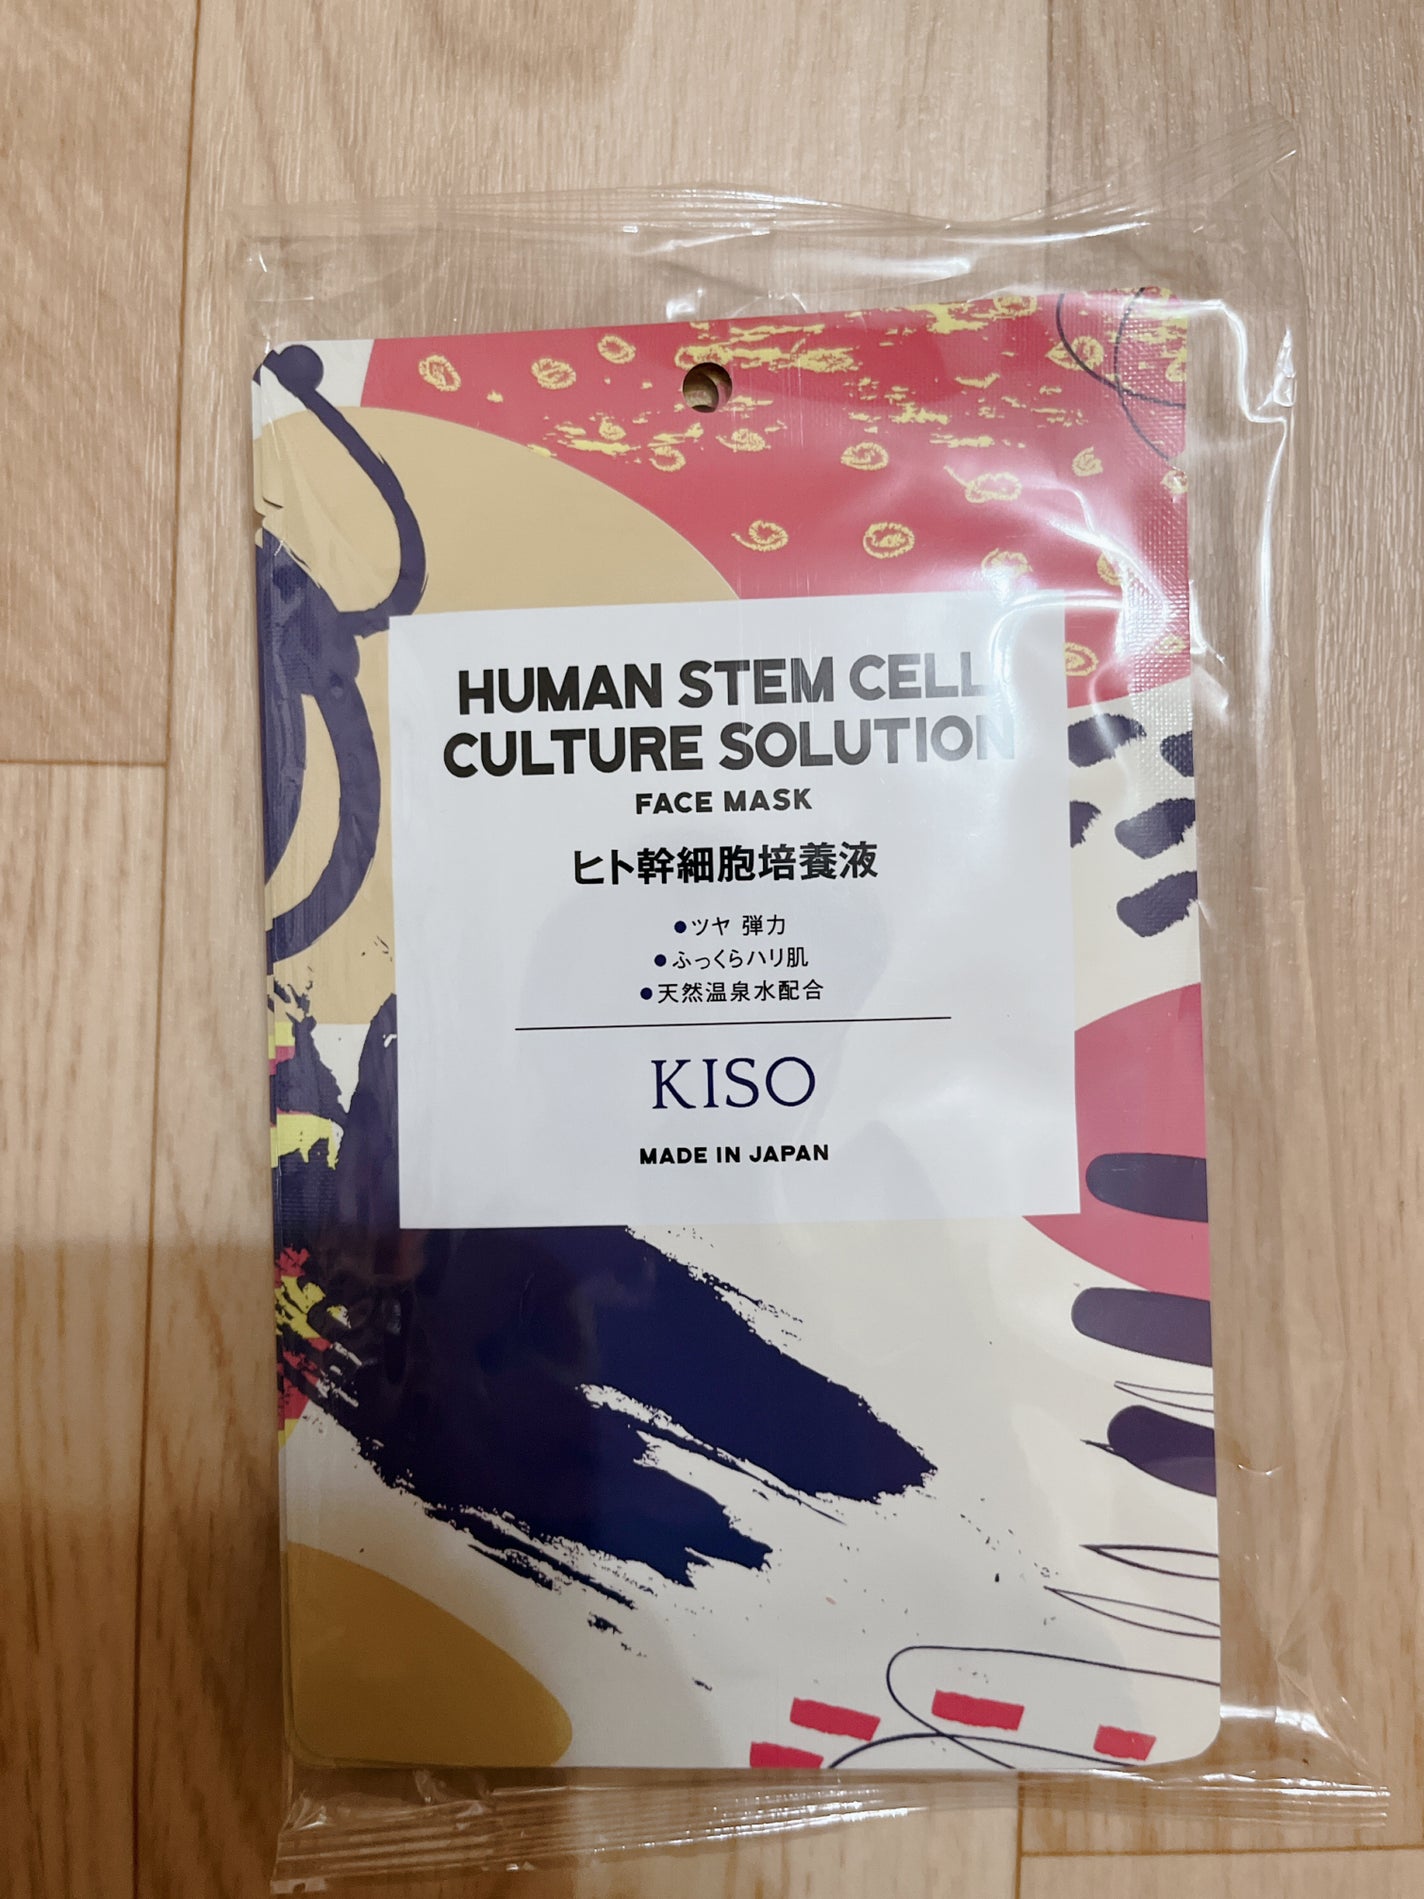 HUMAN STEM CELL
CULTURE SOLUTION
FACE MASK
ヒト幹細胞培養液
●ツヤ 弾力
●ふっくらハリ肌
●天然温泉水配合
KISO
MADE IN JAPAN